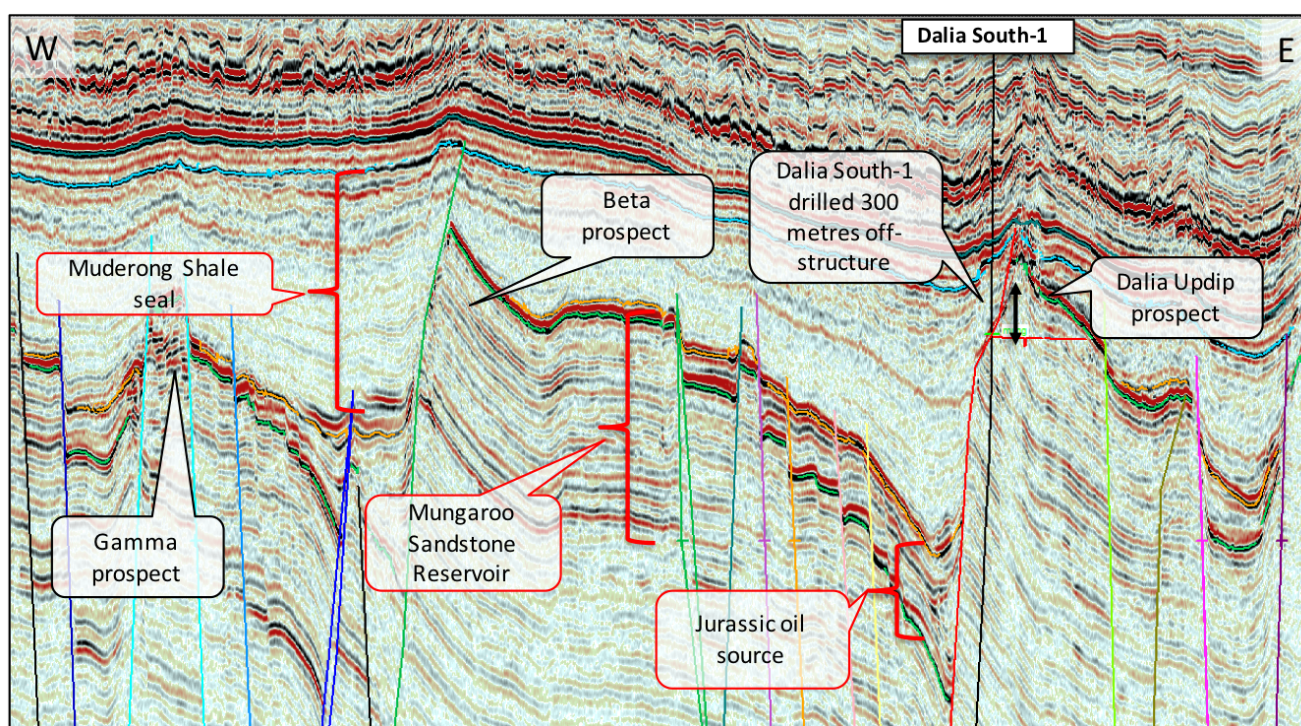 W
Dalia South-1
E
Dalia South-1
drilled 300
metres off-
structure
Beta
prospect
Muderong Shale
seal
Dalia Updip
prospect
Gamma
prospect
Mungaroo
Sandstone
Reservoir
Jurassic oil
source